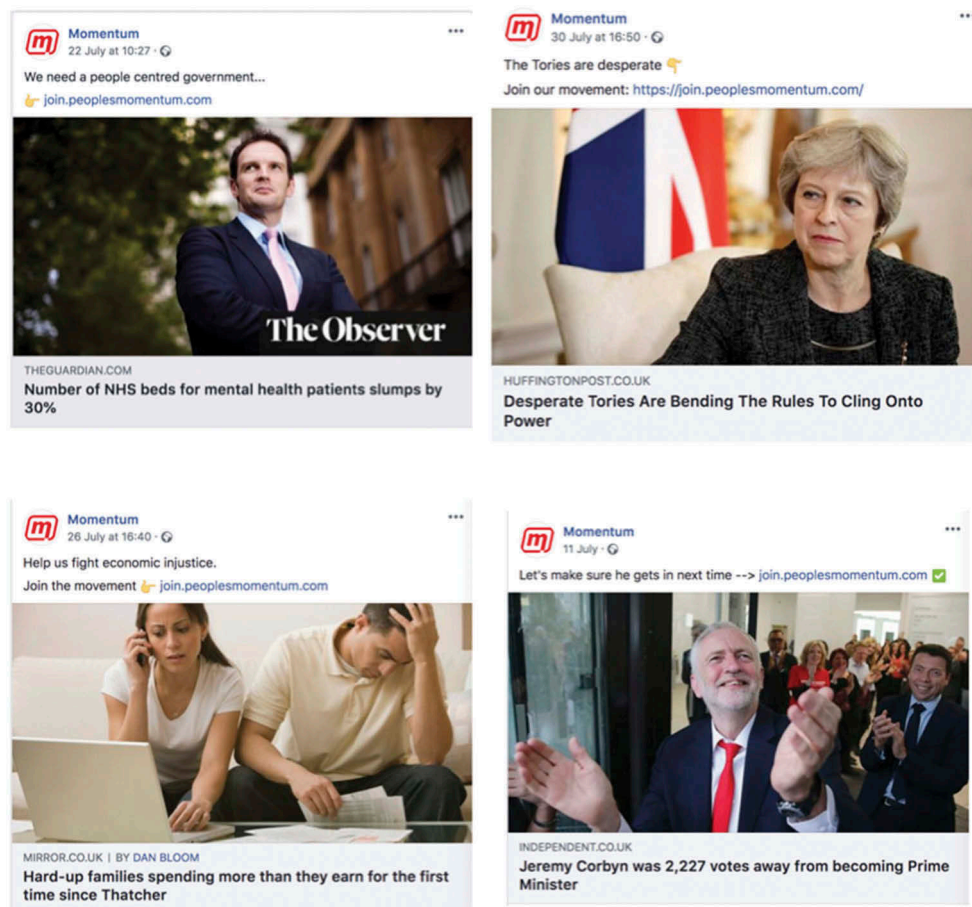 Momentum
22 July at 10:27 ·
We need a people centred government...
👉 join.peoplesmomentum.com
The Observer
THEGUARDIAN.COM
Number of NHS beds for mental health patients slumps by
30%
Momentum
30 July at 16:50 ·
The Tories are desperate 👇
Join our movement: https://join.peoplesmomentum.com/
HUFFINGTONPOST.CO.UK
Desperate Tories Are Bending The Rules To Cling Onto
Power
Momentum
26 July at 16:40 ·
Help us fight economic injustice.
Join the movement 👉 join.peoplesmomentum.com
MIRROR.CO.UK | BY DAN BLOOM
Hard-up families spending more than they earn for the first
time since Thatcher
Momentum
11 July ·
Let's make sure he gets in next time --> join.peoplesmomentum.com ✅
INDEPENDENT.CO.UK
Jeremy Corbyn was 2,227 votes away from becoming Prime
Minister